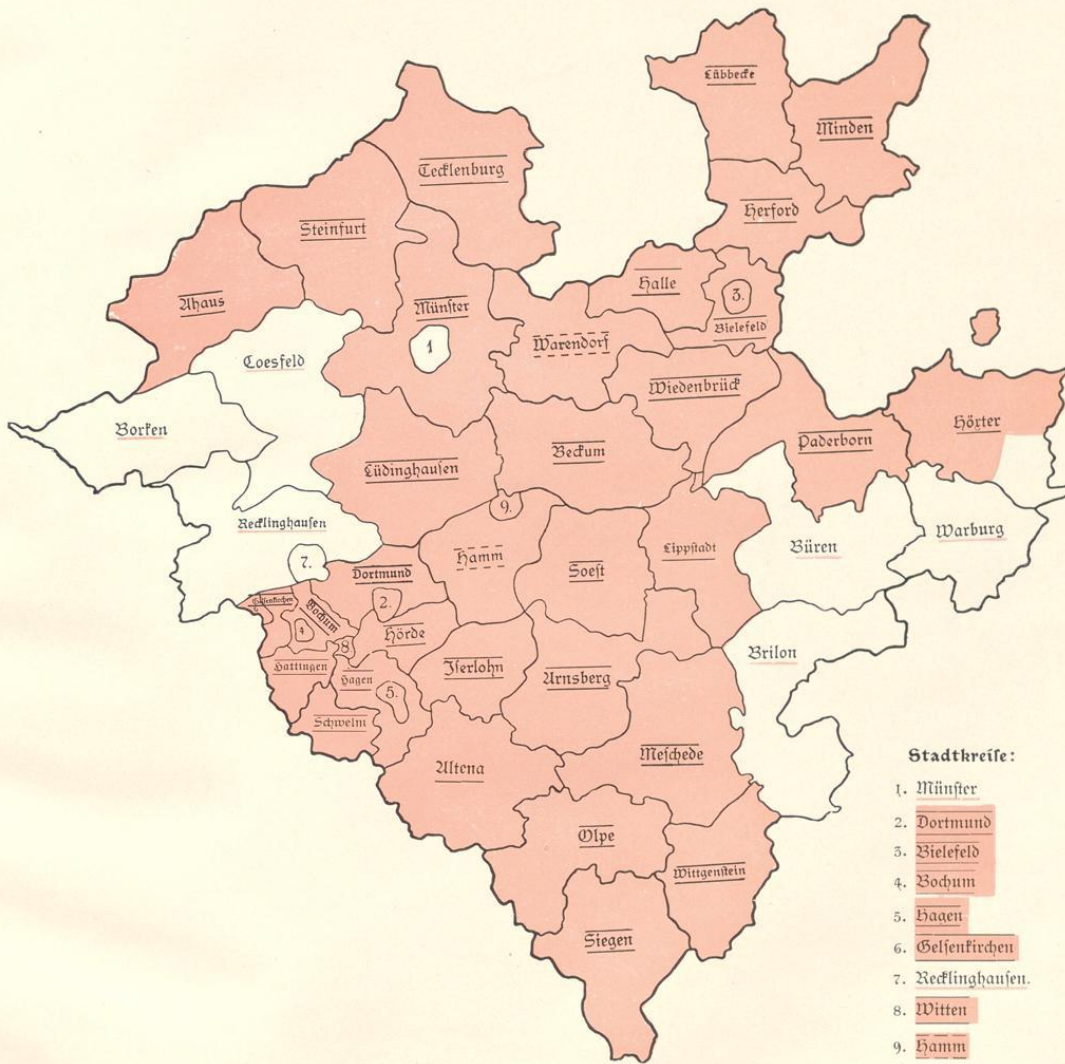 Lübbecke
Minden
Tecklenburg
Herford
Steinfurt
Halle
3.
Ahaus
Münster
Bielefeld
Warendorf
1
Coesfeld
Wiedenbrück
Höxter
Borken
Paderborn
Beckum
Lüdinghausen
9.
Recklinghausen
Warburg
Büren
Lippstadt
Hamm
7.
Soest
Dortmund
Gelsenkirchen
6
Bochum
2.
4
Hörde
8
Brilon
Hattingen
Iserlohn
Hagen
Arnsberg
5.
Schwelm
Altena
Meschede
Olpe
Wittgenstein
Siegen
Stadtkreise:
1. Münster
2. Dortmund
3. Bielefeld
4. Bochum
5. Hagen
6. Gelsenkirchen
7. Recklinghausen.
8. Witten
9. Hamm